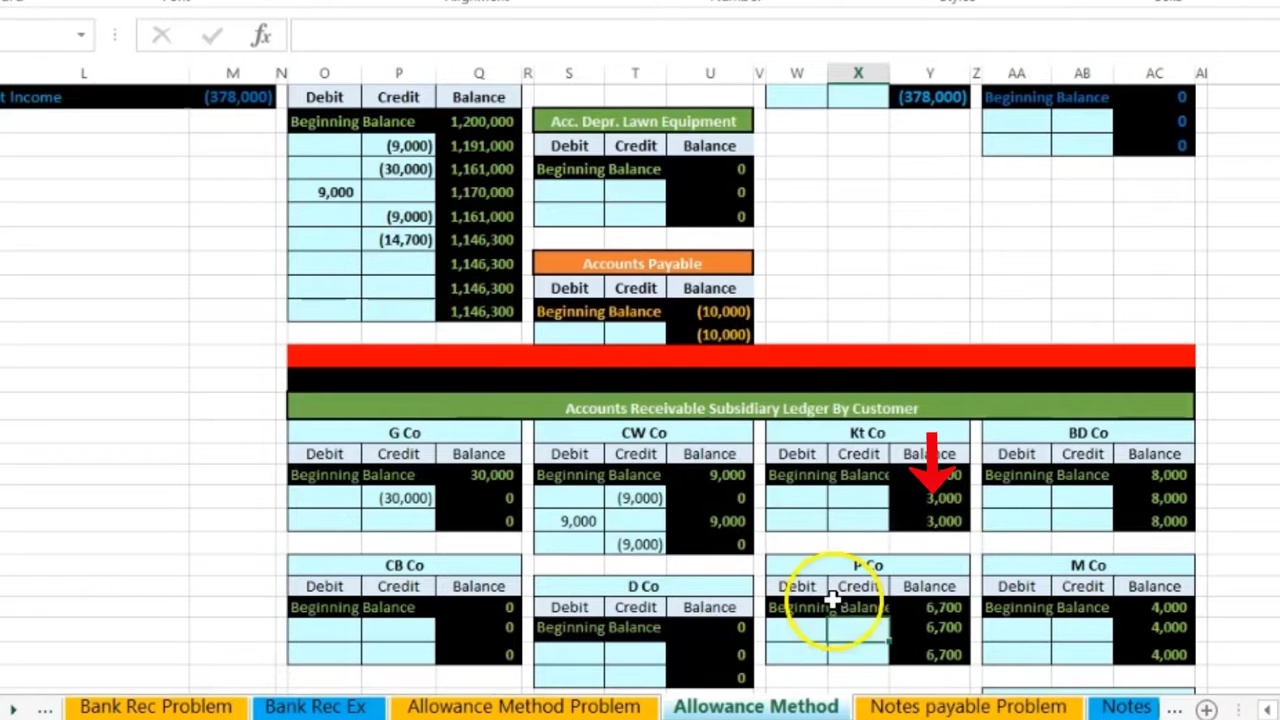 fx
L M N O P Q R S T U V W X Y Z AA AB AC
t Income (378,000) Debit Credit Balance (378,000) Beginning Balance 0
Beginning Balance 1,200,000 Acc. Depr. Lawn Equipment 0
(9,000) 1,191,000 Debit Credit Balance 0
(30,000) 1,161,000 Beginning Balance 0
9,000 1,170,000 0
(9,000) 1,161,000 0
(14,700) 1,146,300
1,146,300 Accounts Payable
1,146,300 Debit Credit Balance
1,146,300 Beginning Balance (10,000)
(10,000)
Accounts Receivable Subsidiary Ledger By Customer
G Co CW Co Kt Co BD Co
Debit Credit Balance Debit Credit Balance Debit Credit Balance Debit Credit Balance
Beginning Balance 30,000 Beginning Balance 9,000 Beginning Balance Beginning Balance 8,000
(30,000) 0 (9,000) 0 3,000 8,000
0 9,000 9,000 3,000 8,000
(9,000) 0
CB Co P Co M Co
Debit Credit Balance D Co Debit Credit Balance Debit Credit Balance
Beginning Balance 0 Debit Credit Balance Beginning Balance 6,700 Beginning Balance 4,000
0 Beginning Balance 0 6,700 4,000
0 0 6,700 4,000
0
... Bank Rec Problem Bank Rec Ex Allowance Method Problem Allowance Method Notes payable Problem Notes ...